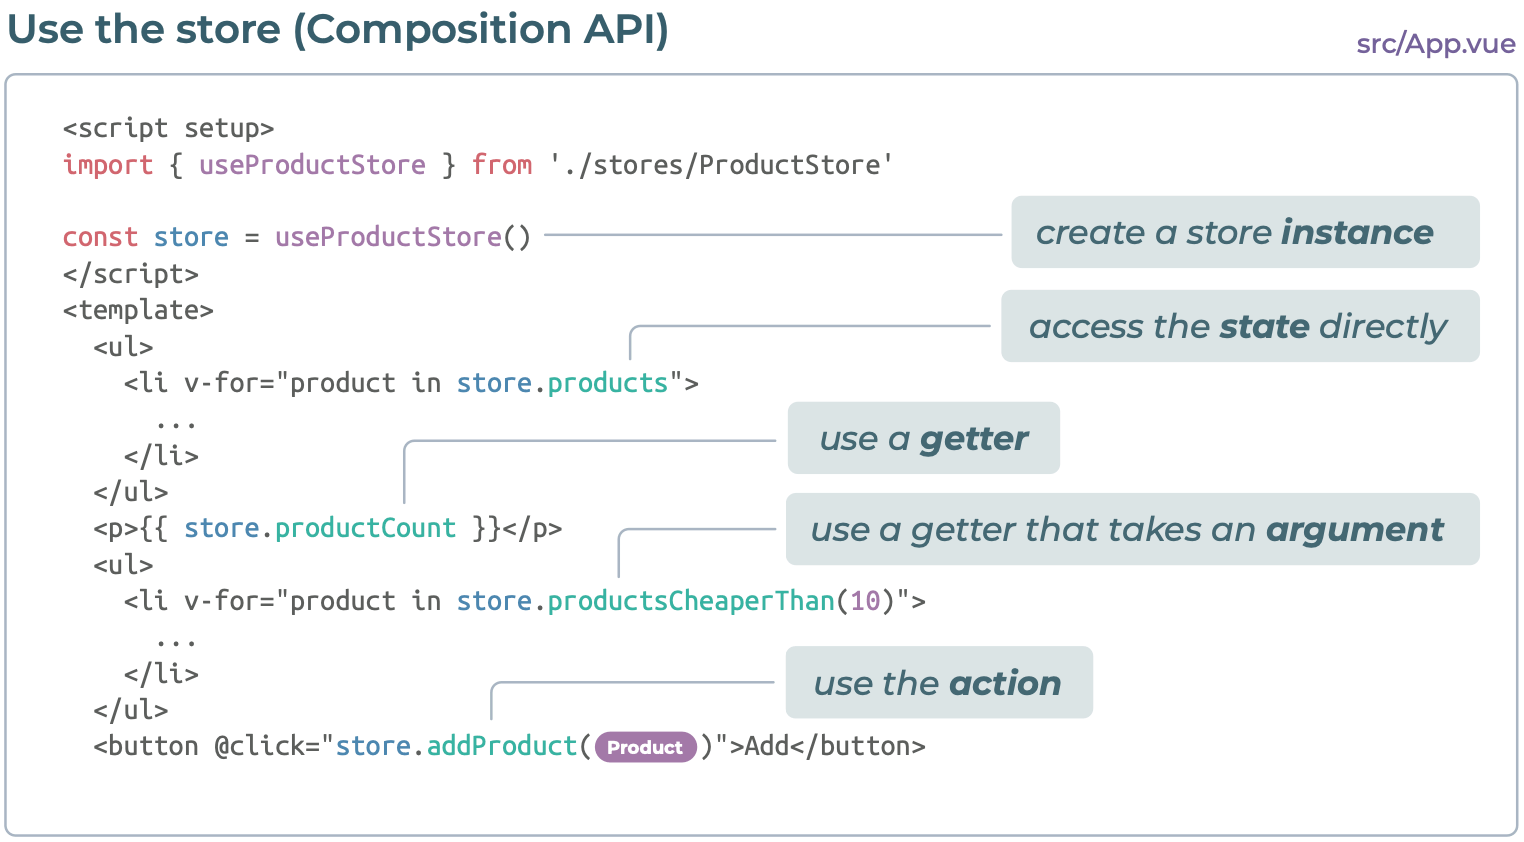 Use the store (Composition API)
src/App.vue
<script setup>
import { useProductStore } from './stores/ProductStore'
const store = useProductStore()
create a store instance
</script>
<template>
access the state directly
<ul>
<li v-for="product in store.products">
...
use a getter
</li>
</ul>
<p>{{ store.productCount }}</p>
use a getter that takes an argument
<ul>
<li v-for="product in store.productsCheaperThan(10)">
...
</li>
use the action
</ul>
<button @click="store.addProduct(Product)">Add</button>